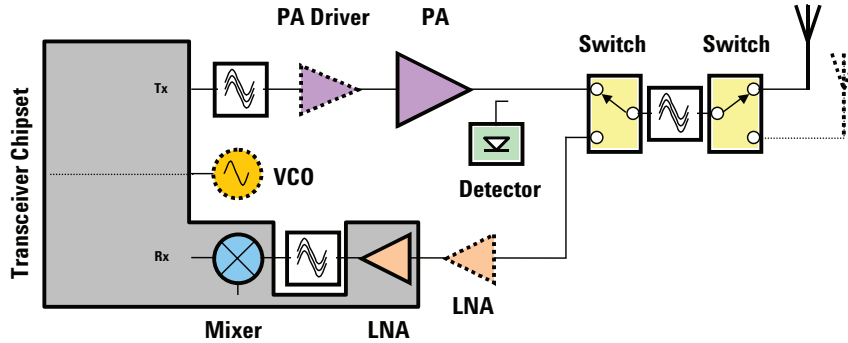 PA Driver
PA
Switch
Switch
Tx
Transceiver Chipset
VCO
Detector
Rx
Mixer
LNA
LNA